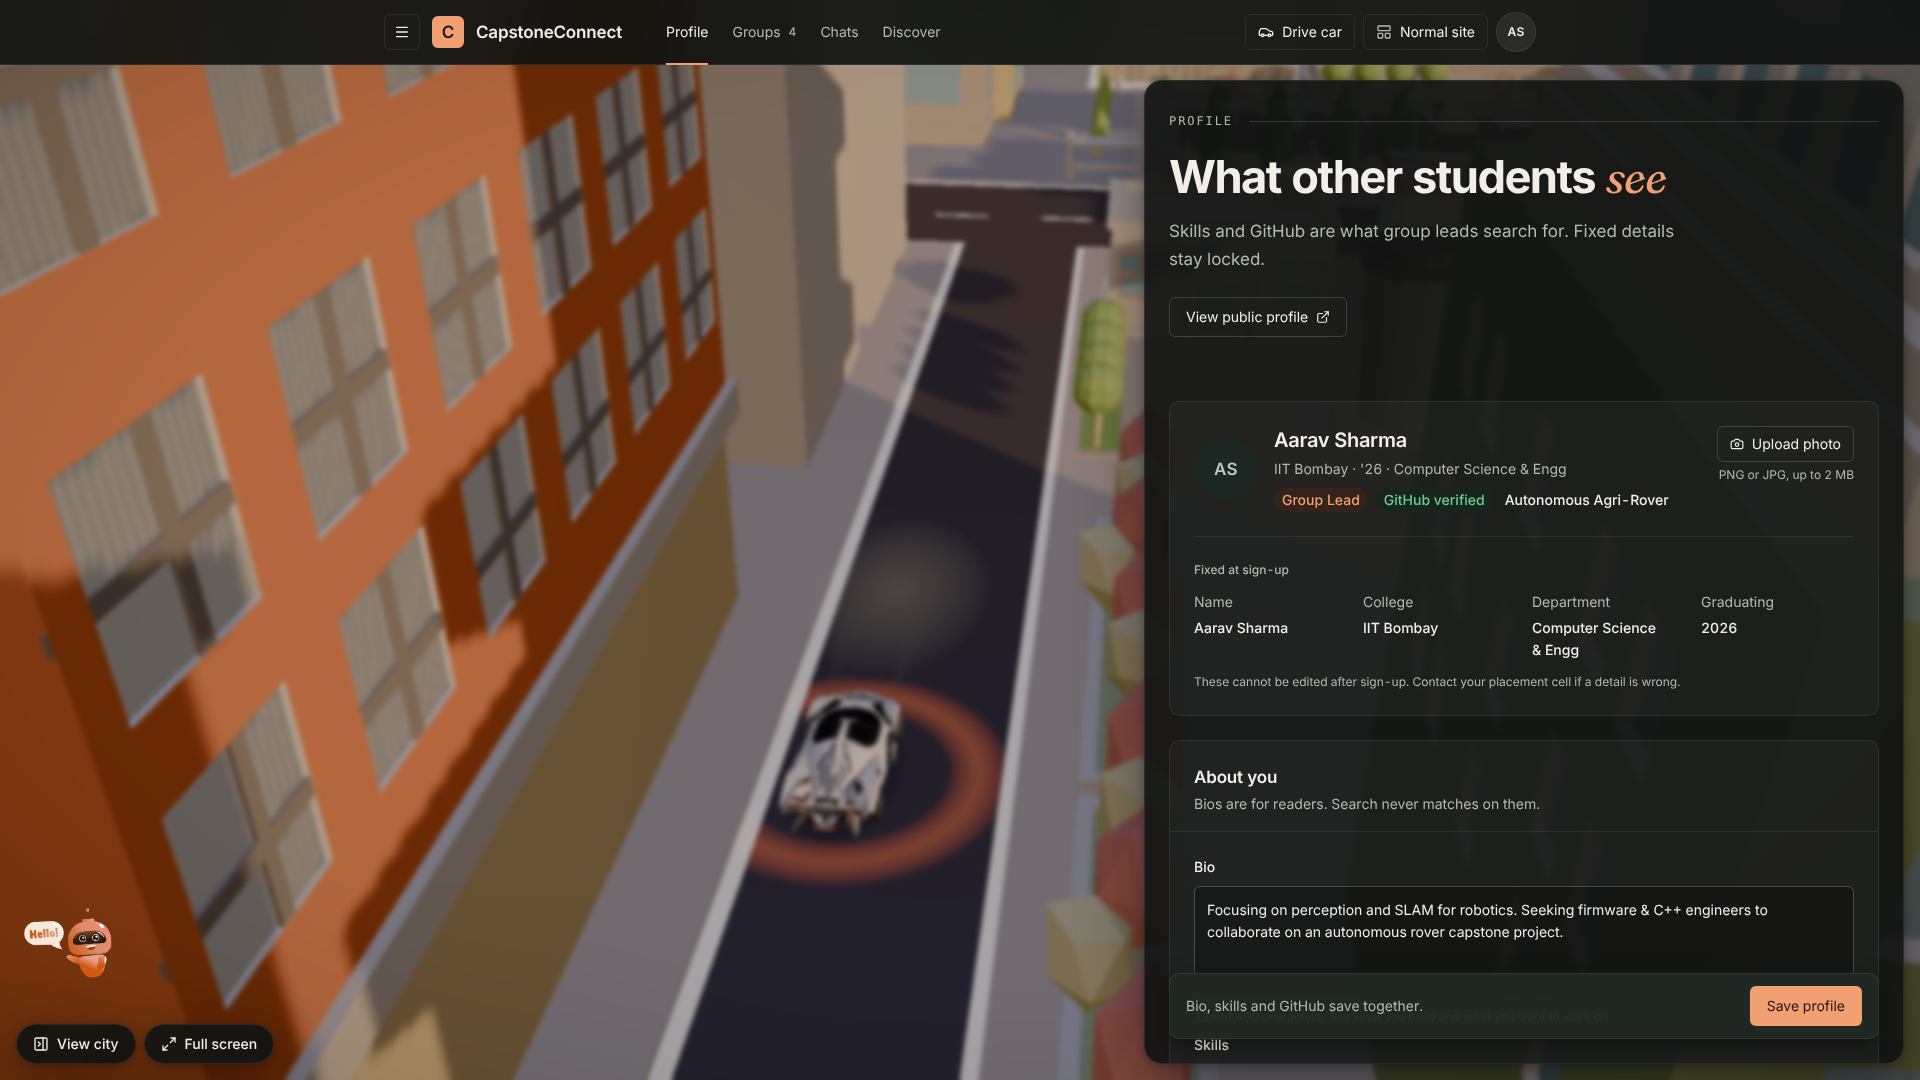 C CapstoneConnect Profile Groups 4 Chats Discover Drive car Normal site AS
PROFILE
What other students see
Skills and GitHub are what group leads search for. Fixed details
stay locked.
View public profile
AS
Aarav Sharma
IIT Bombay · '26 · Computer Science & Engg
Group Lead GitHub verified Autonomous Agri-Rover
Upload photo
PNG or JPG, up to 2 MB
Fixed at sign-up
Name College Department Graduating
Aarav Sharma IIT Bombay Computer Science 2026
& Engg
These cannot be edited after sign-up. Contact your placement cell if a detail is wrong.
About you
Bios are for readers. Search never matches on them.
Bio
Focusing on perception and SLAM for robotics. Seeking firmware & C++ engineers to
collaborate on an autonomous rover capstone project.
Bio, skills and GitHub save together.
Save profile
Skills
Hello!
View city Full screen